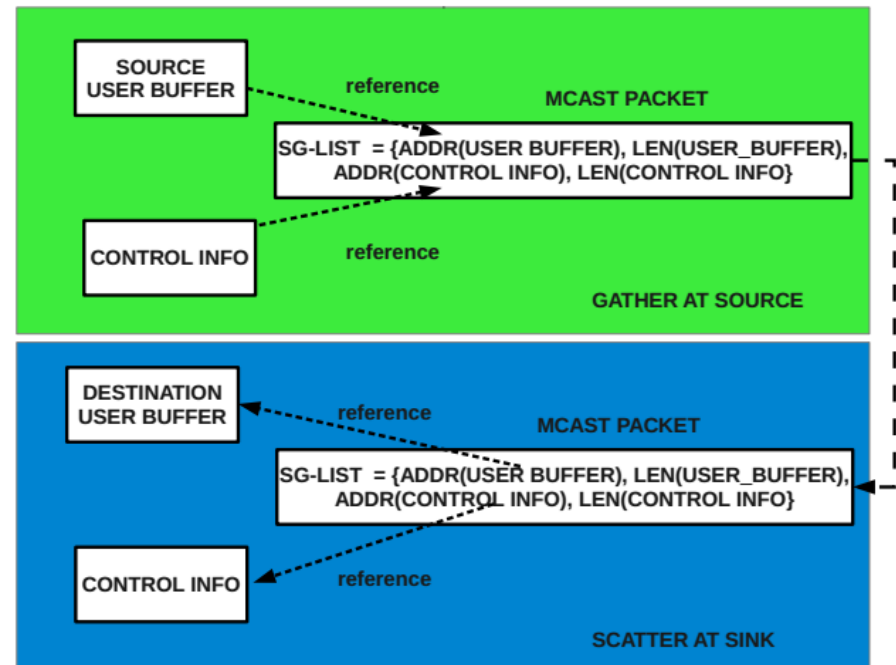 SOURCE
USER BUFFER
reference
MCAST PACKET
SG-LIST = {ADDR(USER BUFFER), LEN(USER_BUFFER),
ADDR(CONTROL INFO), LEN(CONTROL INFO}
CONTROL INFO
reference
GATHER AT SOURCE
DESTINATION
USER BUFFER
reference
MCAST PACKET
SG-LIST = {ADDR(USER BUFFER), LEN(USER_BUFFER),
ADDR(CONTROL INFO), LEN(CONTROL INFO}
CONTROL INFO
reference
SCATTER AT SINK